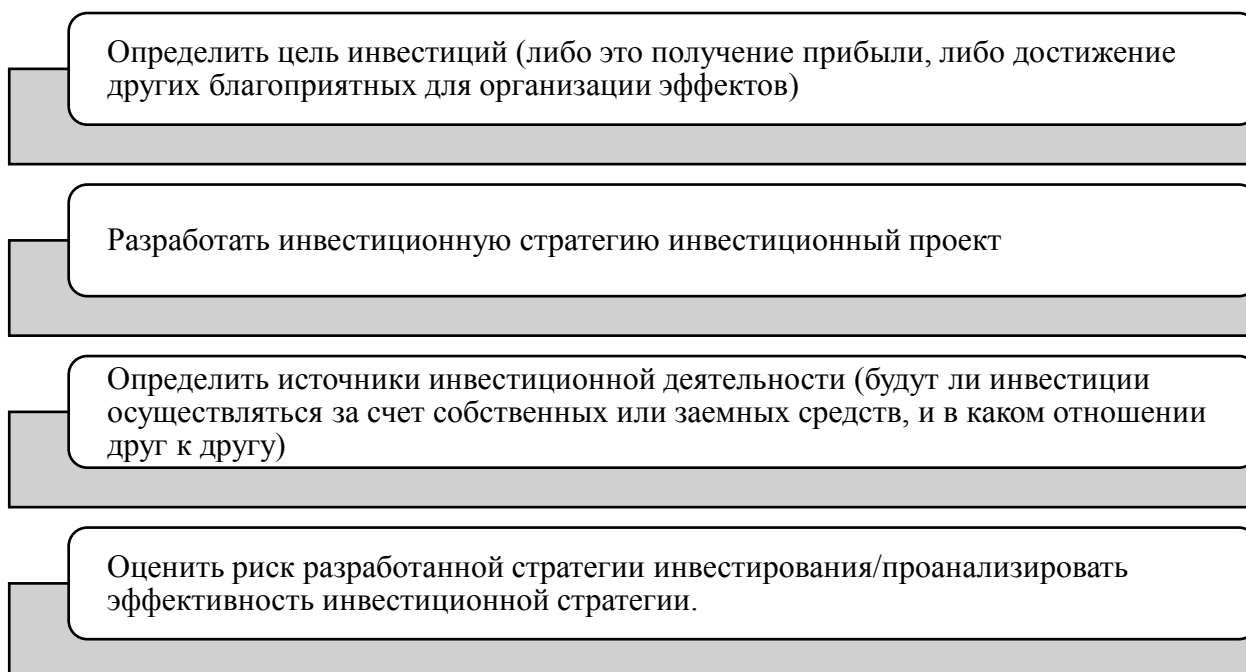 Определить цель инвестиций (либо это получение прибыли, либо достижение
других благоприятных для организации эффектов)
Разработать инвестиционную стратегию инвестиционный проект
Определить источники инвестиционной деятельности (будут ли инвестиции
осуществляться за счет собственных или заемных средств, и в каком отношении
друг к другу)
Оценить риск разработанной стратегии инвестирования/проанализировать
эффективность инвестиционной стратегии.